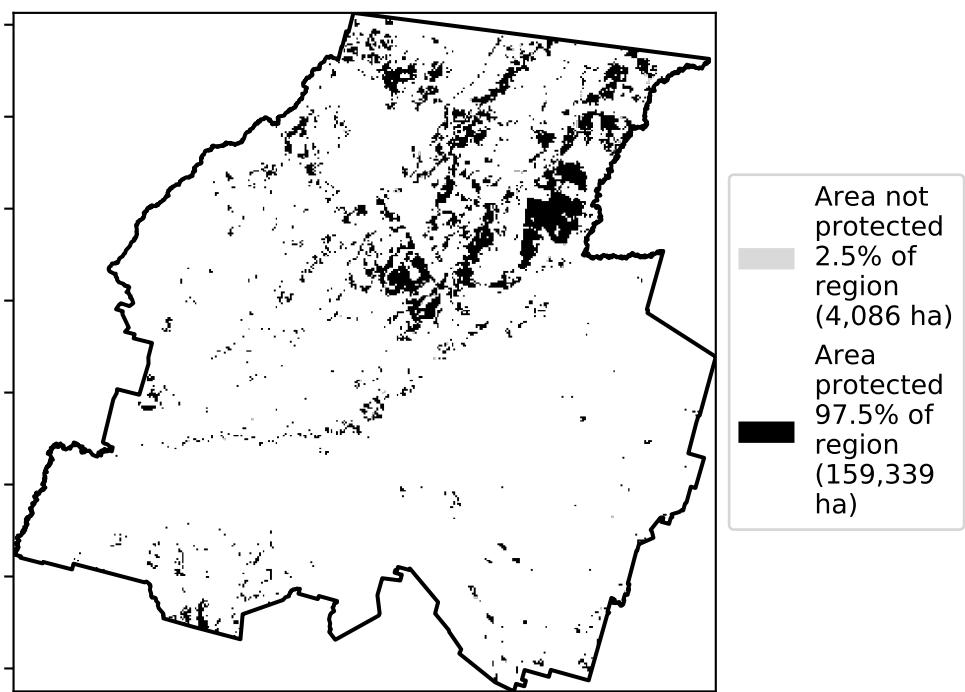 Area not
protected
2.5% of
region
(4,086 ha)
Area
protected
97.5% of
region
(159,339
ha)